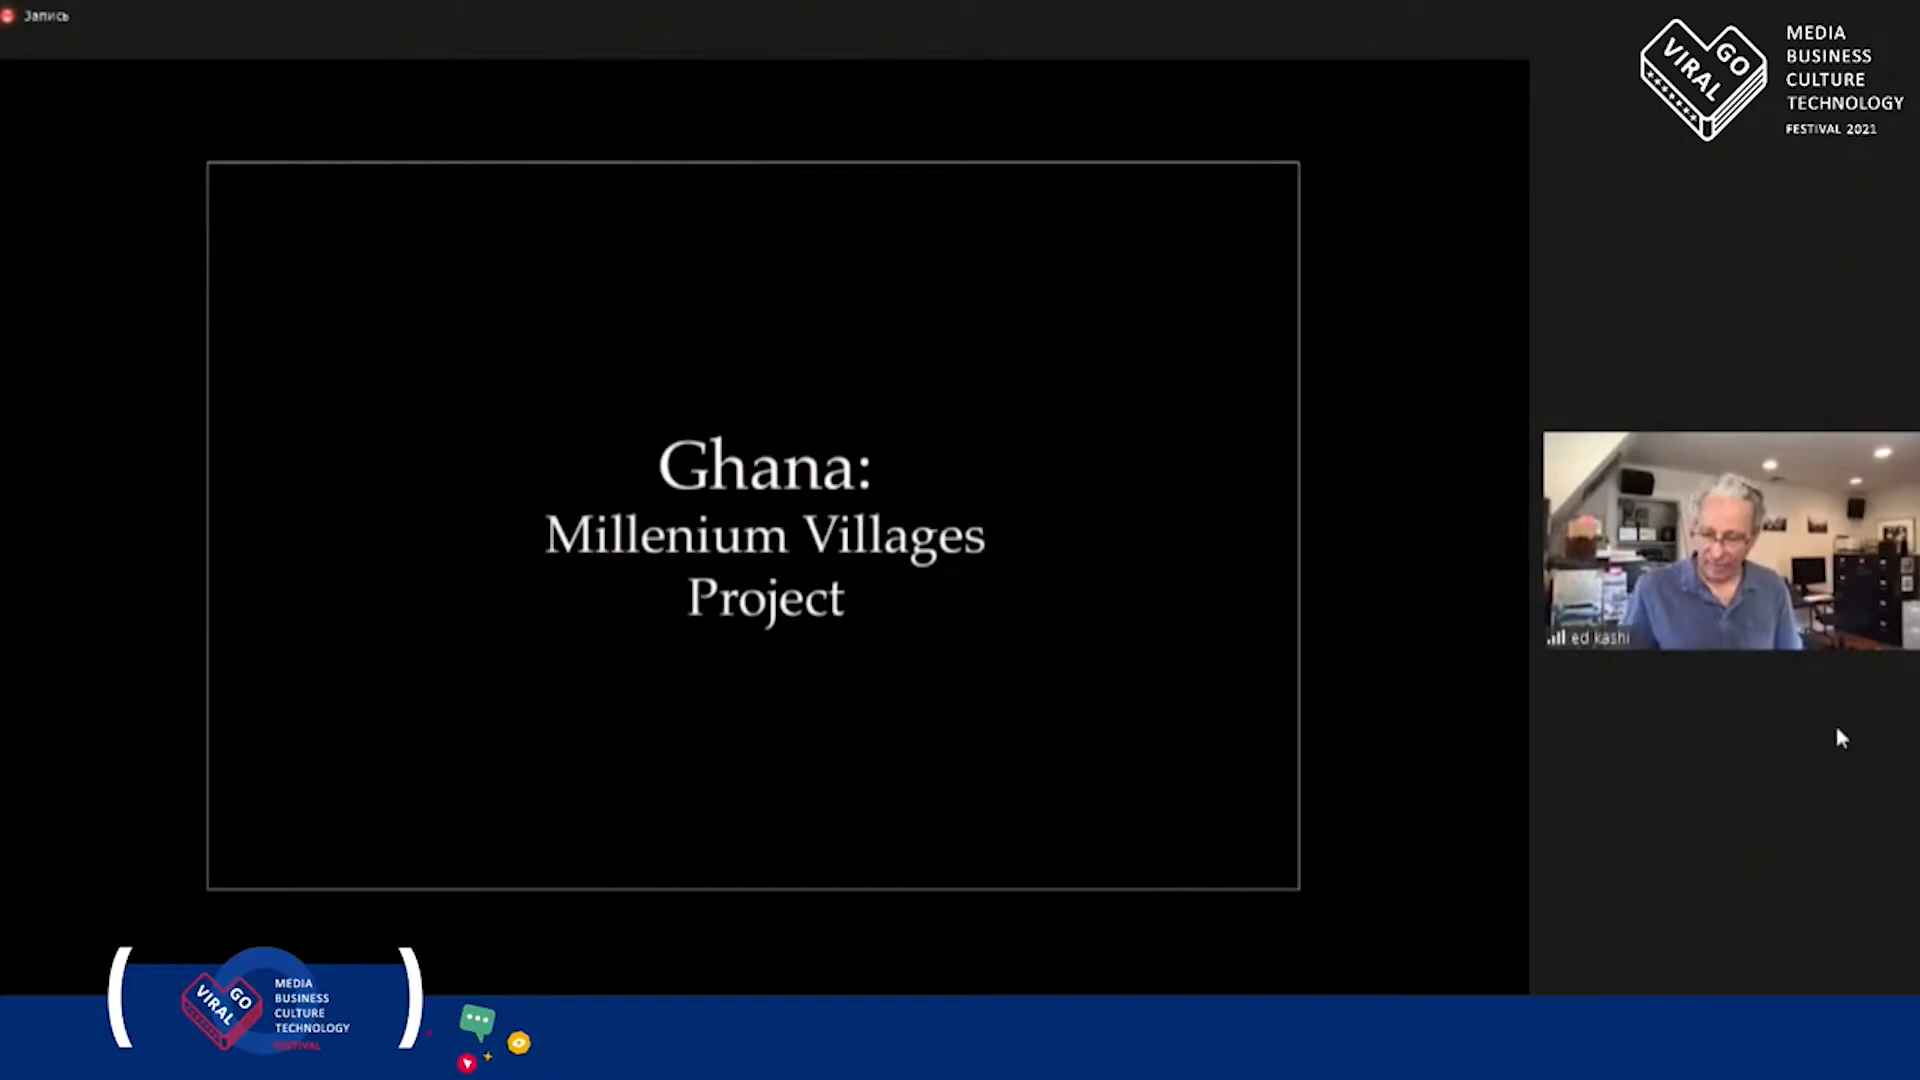 Запись
VIRAL GO
MEDIA
BUSINESS
CULTURE
TECHNOLOGY
FESTIVAL 2021
Ghana:
Millenium Villages
Project
ed kashi
VIRAL GO
MEDIA
BUSINESS
CULTURE
TECHNOLOGY
FESTIVAL